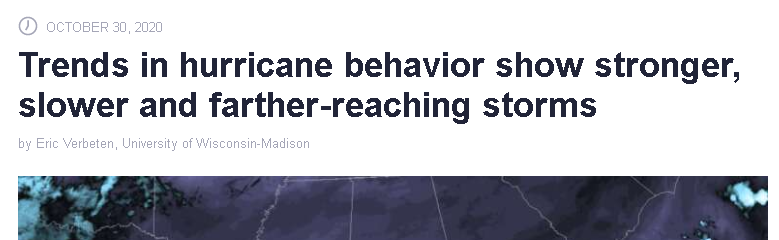 OCTOBER 30, 2020
Trends in hurricane behavior show stronger,
slower and farther-reaching storms
by Eric Verbeten, University of Wisconsin-Madison